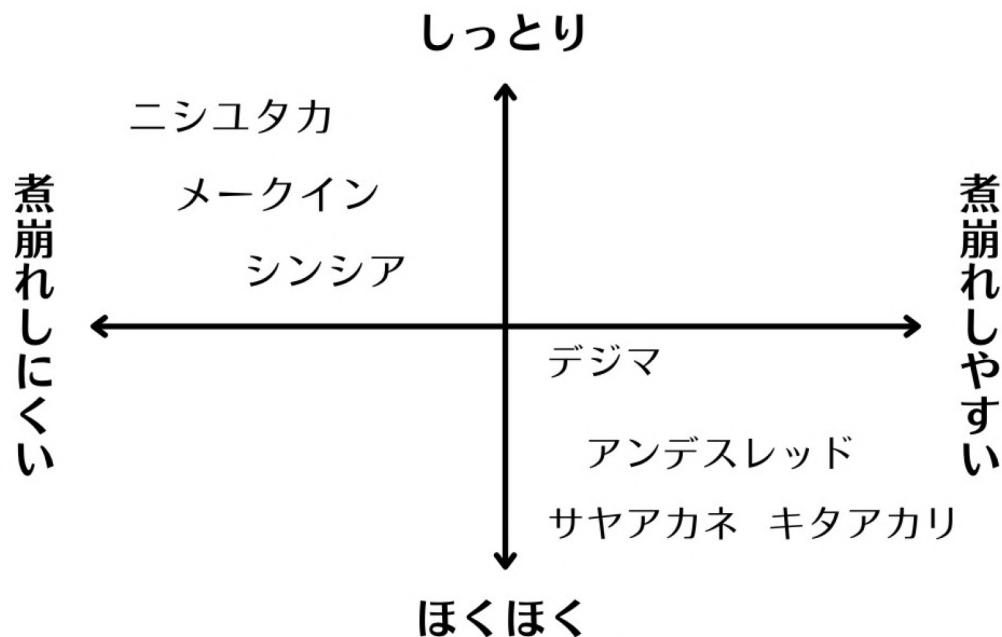 しっとり
ニシユタカ
メークイン
シンシア
煮崩れしにくい
煮崩れしやすい
デジマ
アンデスレッド
サヤアカネ キタアカリ
ほくほく